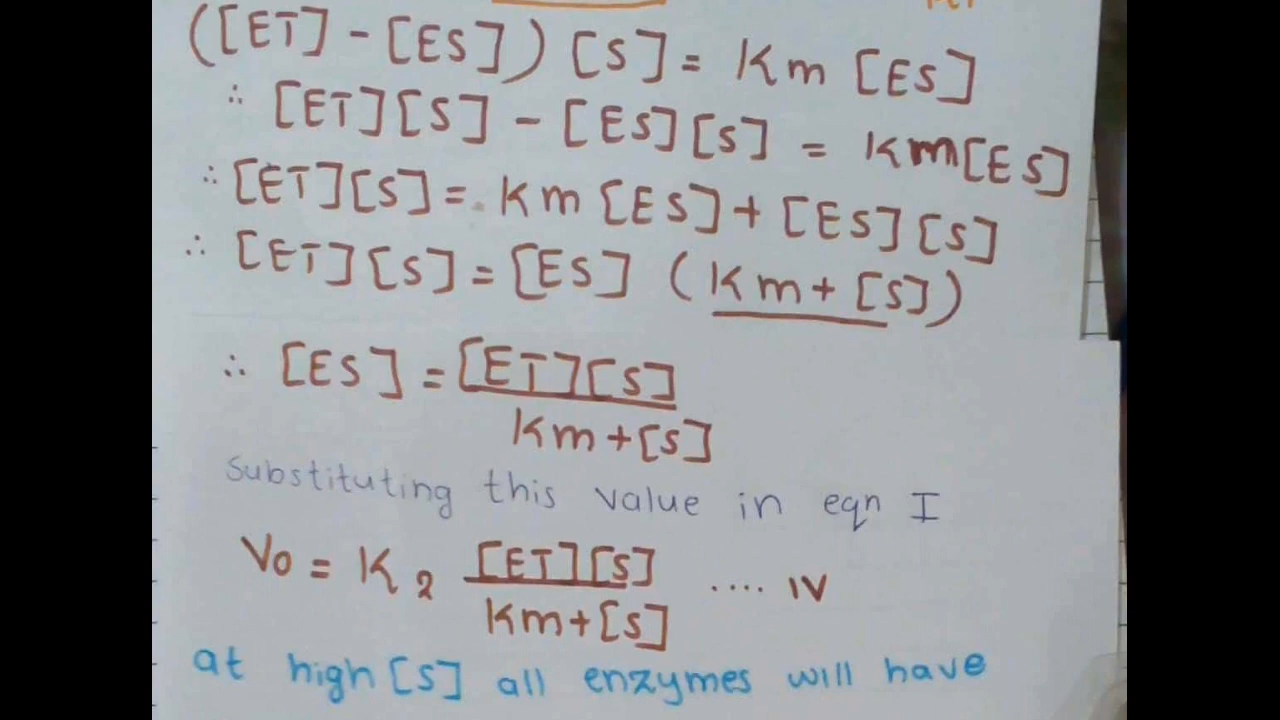 ([ET] - [ES]) [S] = Km [ES]
∴ [ET][S] - [ES][S] = Km[ES]
∴ [ET][S] = Km [ES] + [ES][S]
∴ [ET][S] = [ES] (Km + [S])
∴ [ES] = [ET][S]
Km + [S]
substituting this value in eqn I
V0 = K2 [ET][S] .... IV
Km + [S]
at high [S] all enzymes will have